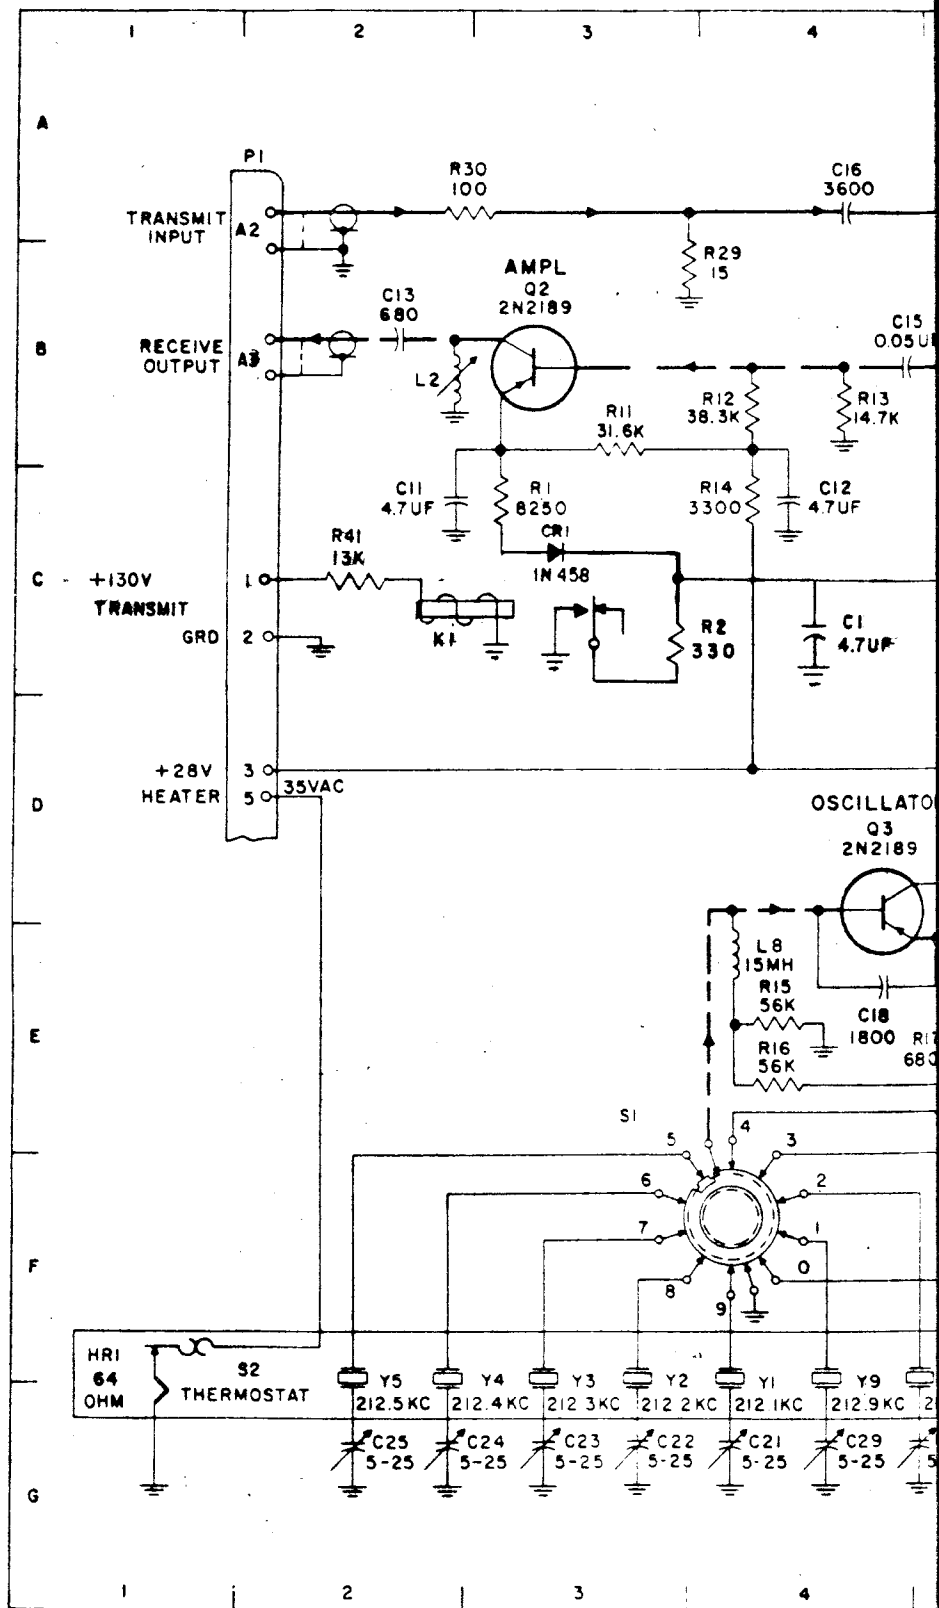 1 2 3 4
A
P1
R30
100
C16
3600
TRANSMIT
INPUT
A2
R29
15
AMPL
Q2
2N2189
C13
680
C15
0.05U
B
RECEIVE
OUTPUT
A3
L2
R12
38.3K
R13
14.7K
R11
31.6K
C11
4.7UF
R1
8250
R14
3300
C12
4.7UF
CR1
1N458
R41
13K
C
+130V
TRANSMIT
1
K1
GRD 2
R2
330
C1
4.7UF
+28V 3
35VAC
HEATER 5
D
OSCILLATO
Q3
2N2189
L8
15MH
R15
56K
C18
1800
R17
680
E
R16
56K
S1
5 4 3
6 2
7 1
8 9 0
F
HR1
64
OHM
S2
THERMOSTAT
Y5
212.5KC
Y4
212.4KC
Y3
212.3KC
Y2
212.2KC
Y1
212.1KC
Y9
212.9KC
C25
5-25
C24
5-25
C23
5-25
C22
5-25
C21
5-25
C29
5-25
5
G
1 2 3 4